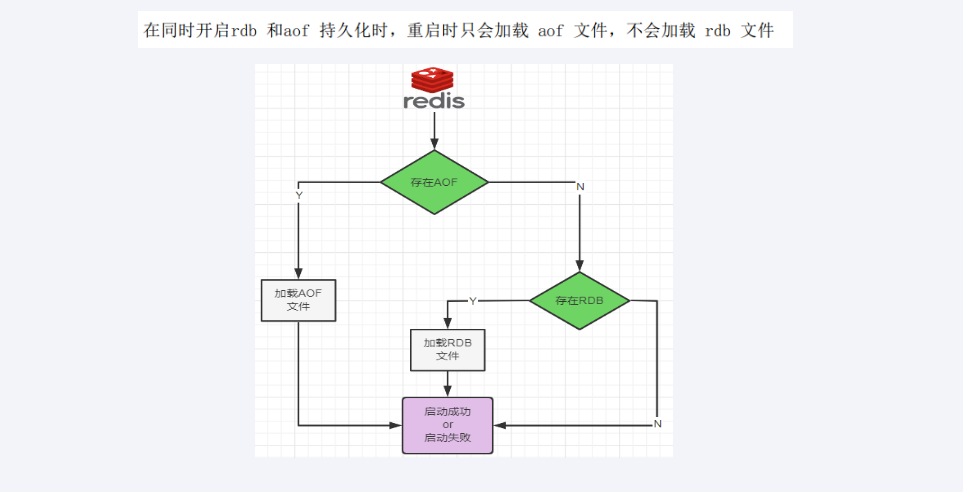 在同时开启rdb 和aof 持久化时，重启时只会加载 aof 文件，不会加载 rdb 文件
redis
存在AOF
Y
N
加载AOF
文件
存在RDB
Y
加载RDB
文件
启动成功
or
启动失败
N